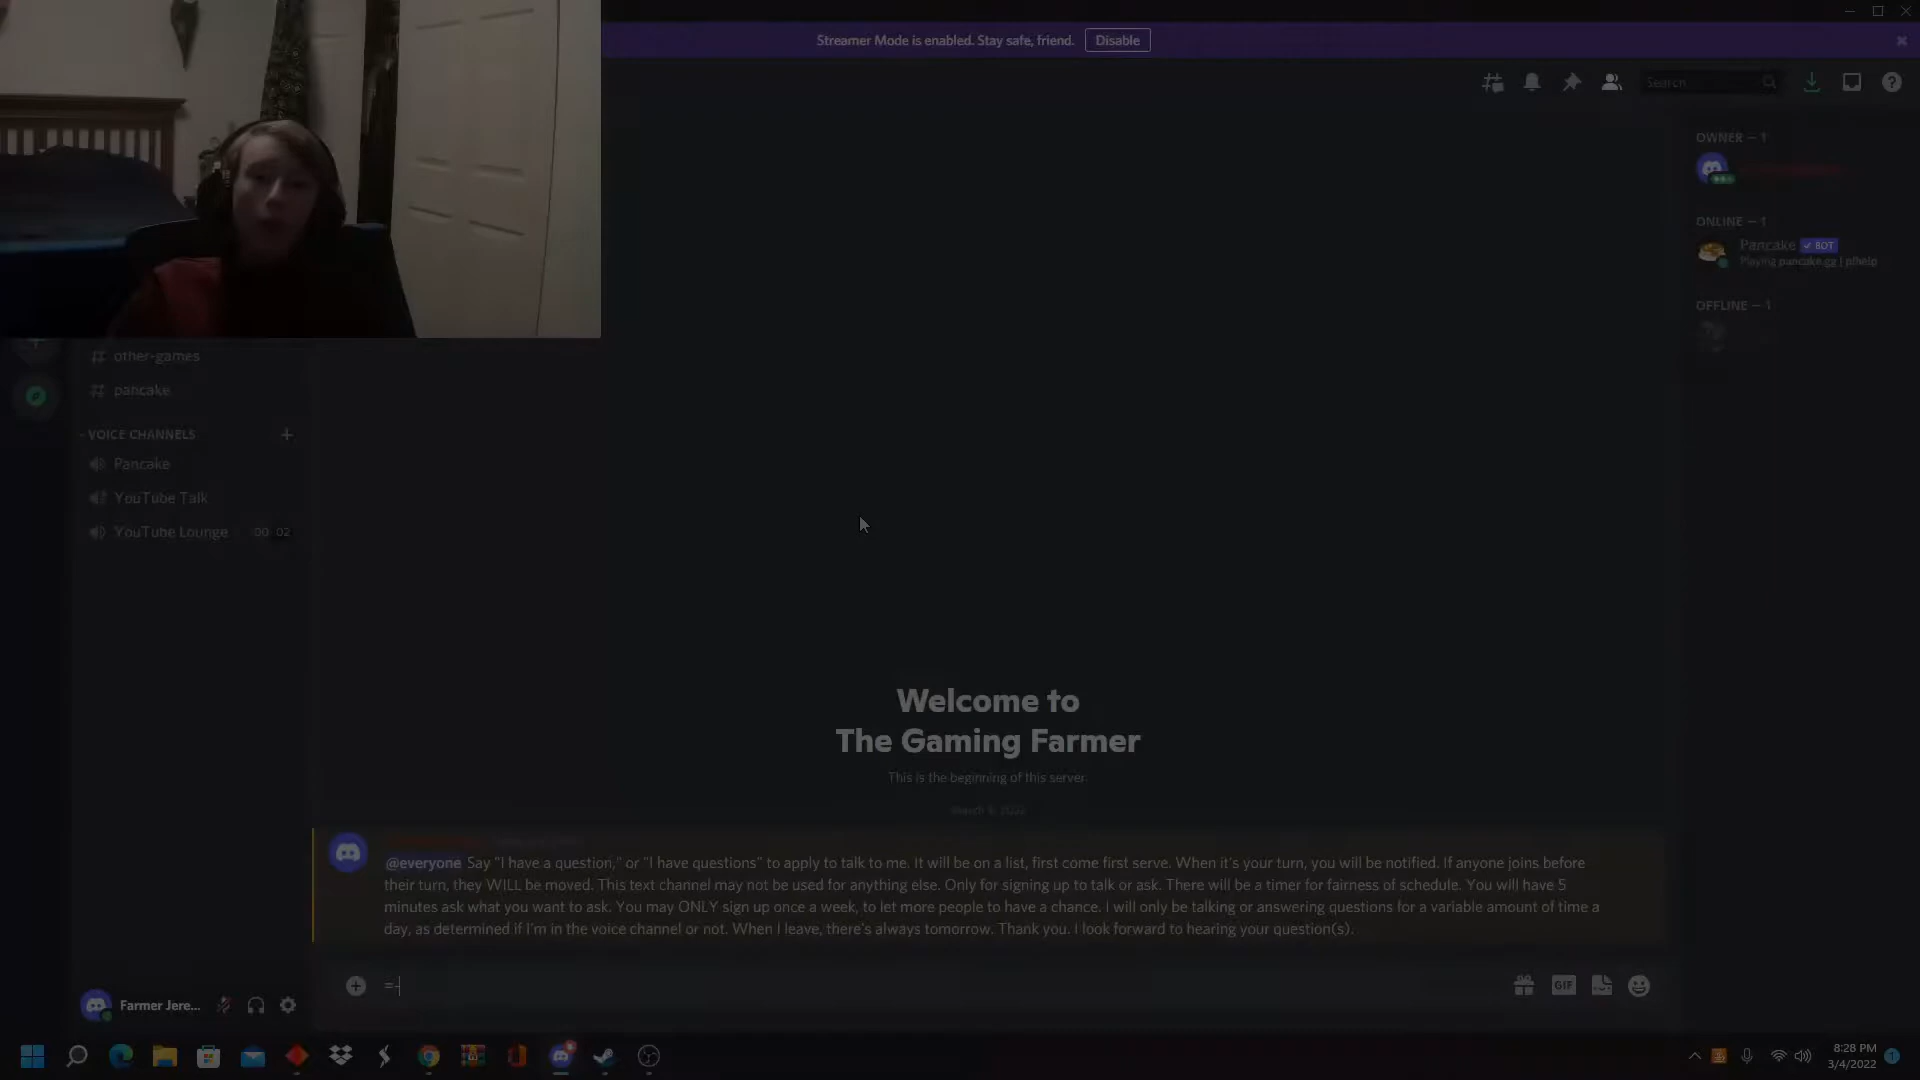 Streamer Mode is enabled. Stay safe, friend. Disable
Search
OWNER — 1
ONLINE — 1
Pancake BOT
Playing pancake.gg | p!help
OFFLINE — 1
other-games
pancake
VOICE CHANNELS
Pancake
YouTube Talk
YouTube Lounge 00 02
Welcome to
The Gaming Farmer
This is the beginning of this server
@everyone Say "I have a question," or "I have questions" to apply to talk to me. It will be on a list, first come first serve. When it's your turn, you will be notified. If anyone joins before
their turn, they WILL be moved. This text channel may not be used for anything else. Only for signing up to talk or ask. There will be a timer for fairness of schedule. You will have 5
minutes ask what you want to ask. You may ONLY sign up once a week, to let more people to have a chance. I will only be talking or answering questions for a variable amount of time a
day, as determined if I'm in the voice channel or not. When I leave, there's always tomorrow. Thank you. I look forward to hearing your question(s).
=-
GIF
Farmer Jere...
8:28 PM
3/4/2022
1